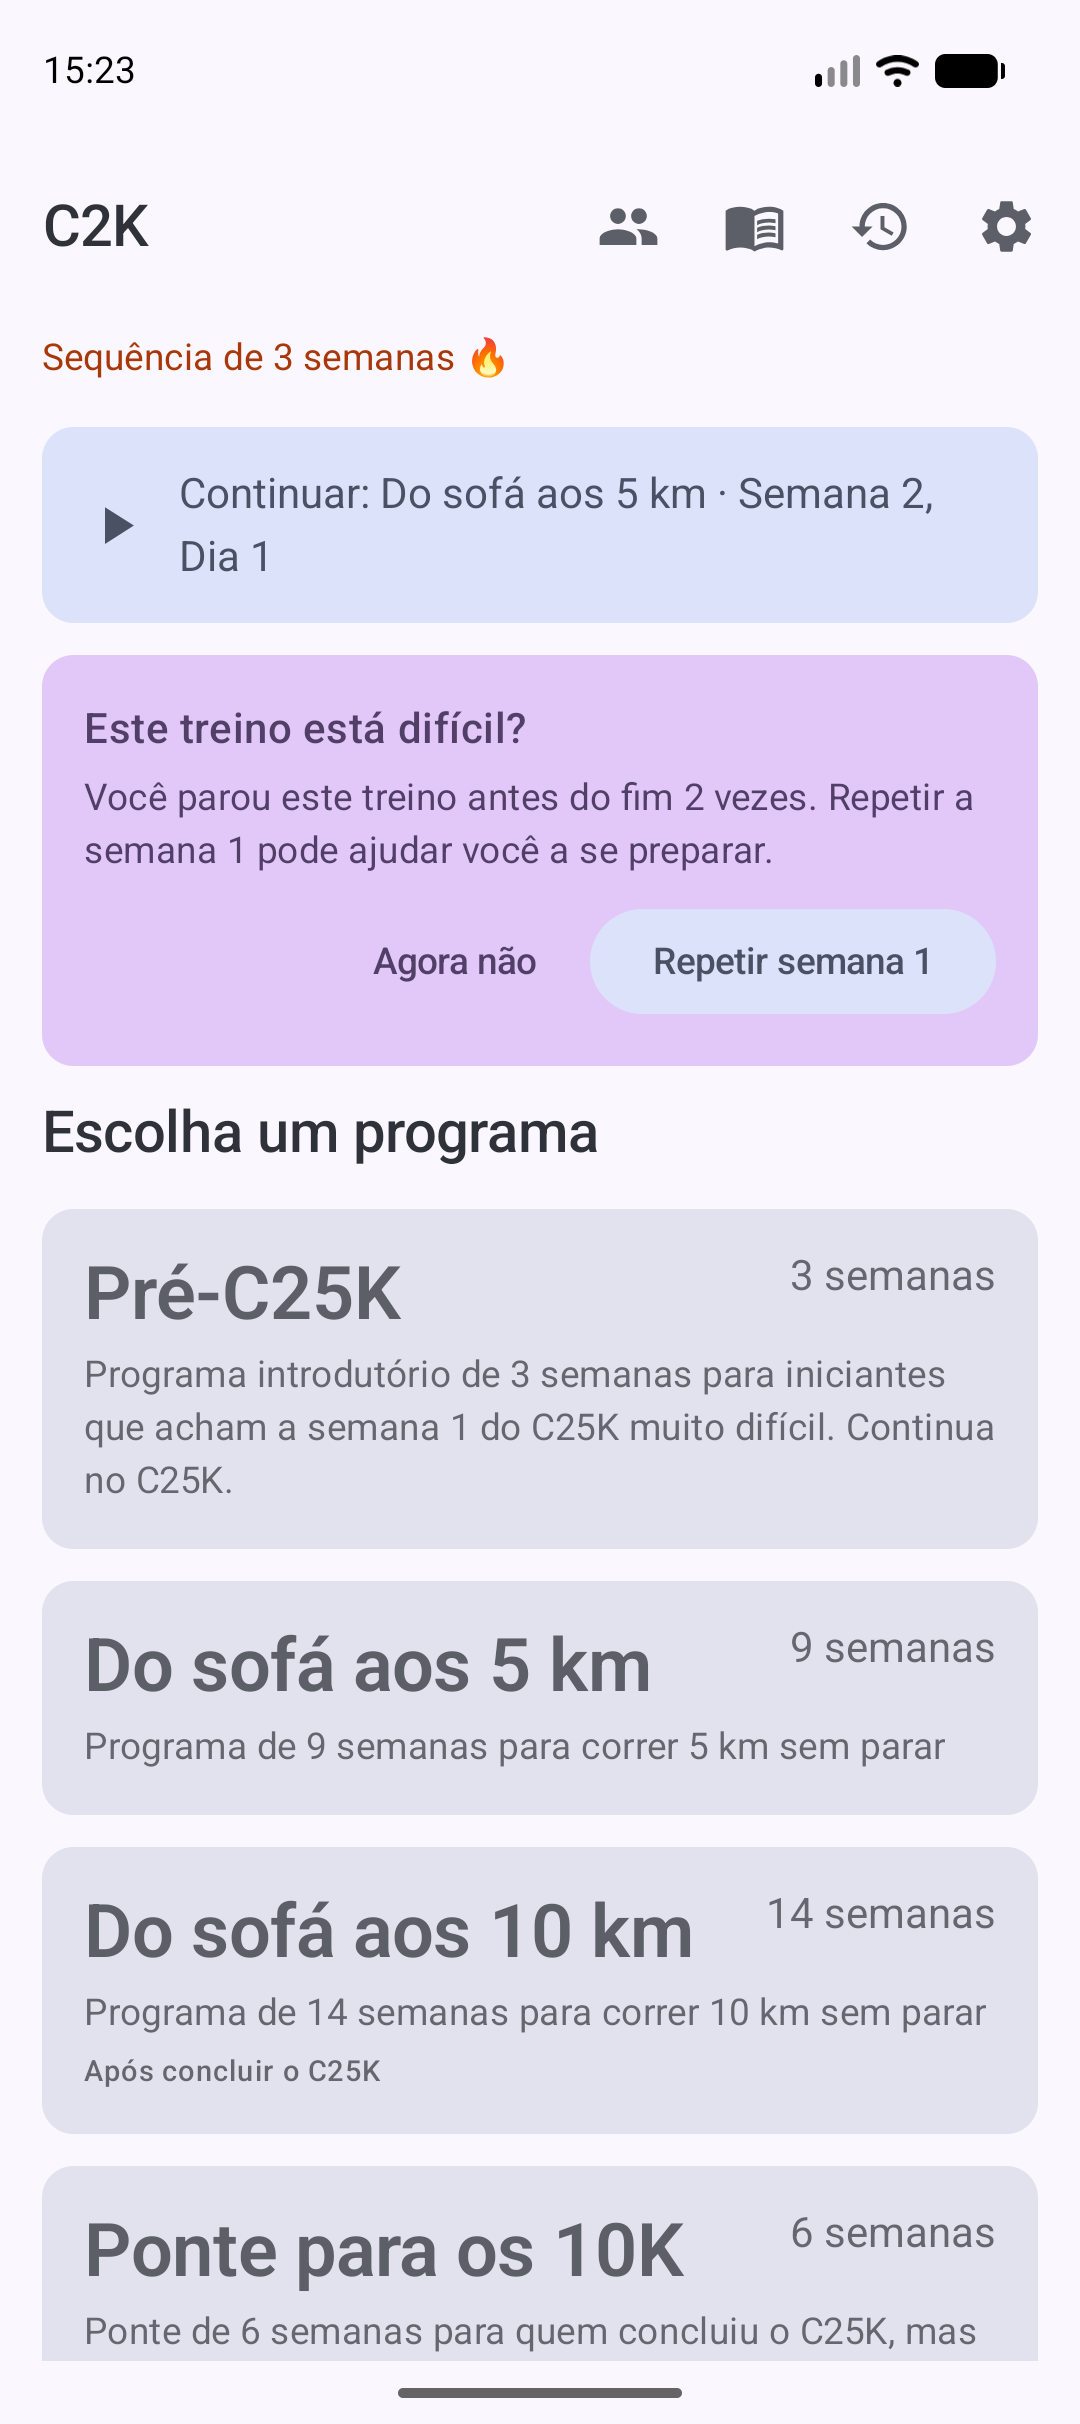 15:23
C2K
Sequência de 3 semanas 🔥
Continuar: Do sofá aos 5 km · Semana 2,
Dia 1
Este treino está difícil?
Você parou este treino antes do fim 2 vezes. Repetir a
semana 1 pode ajudar você a se preparar.
Agora não
Repetir semana 1
Escolha um programa
Pré-C25K
3 semanas
Programa introdutório de 3 semanas para iniciantes
que acham a semana 1 do C25K muito difícil. Continua
no C25K.
Do sofá aos 5 km
9 semanas
Programa de 9 semanas para correr 5 km sem parar
Do sofá aos 10 km
14 semanas
Programa de 14 semanas para correr 10 km sem parar
Após concluir o C25K
Ponte para os 10K
6 semanas
Ponte de 6 semanas para quem concluiu o C25K, mas